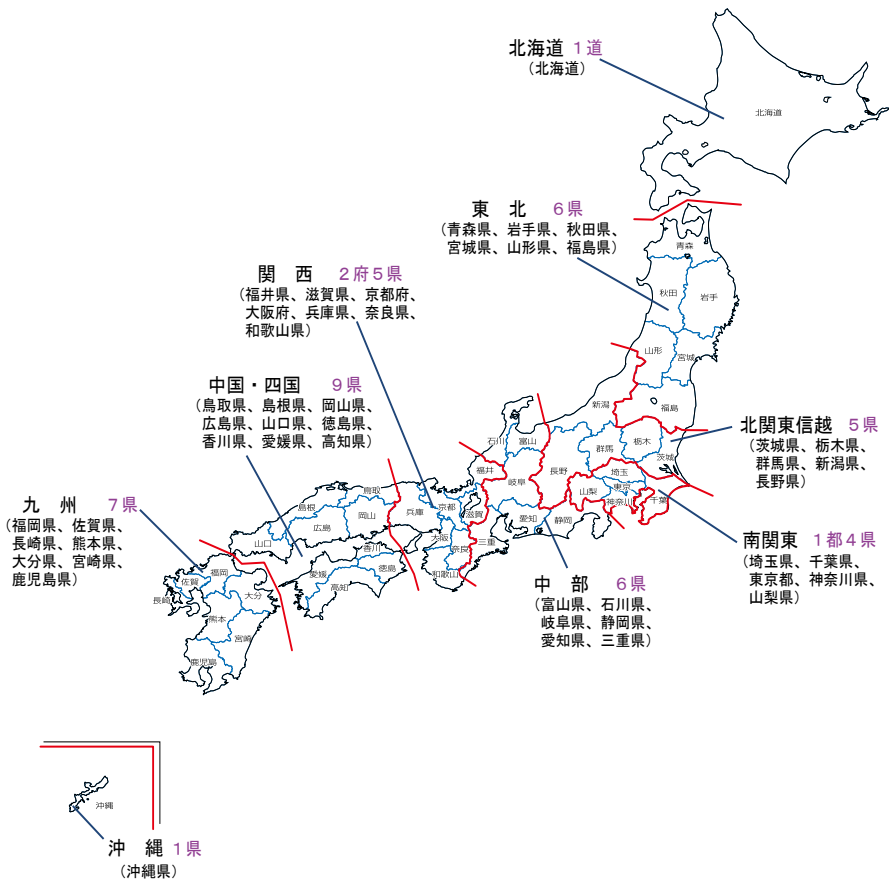 北海道 1道
（北海道）
北海道
東 北 6県
（青森県、岩手県、秋田県、
宮城県、山形県、福島県）
青森
秋田
岩手
山形
宮城
福島
関 西 2府5県
（福井県、滋賀県、京都府、
大阪府、兵庫県、奈良県、
和歌山県）
中国・四国 9県
（鳥取県、島根県、岡山県、
広島県、山口県、徳島県、
香川県、愛媛県、高知県）
北関東信越 5県
（茨城県、栃木県、
群馬県、新潟県、
長野県）
新潟
石川
富山
群馬
栃木
茨城
福井
岐阜
長野
埼玉
東京
山梨
神奈川
千葉
愛知
静岡
九 州 7県
（福岡県、佐賀県、
長崎県、熊本県、
大分県、宮崎県、
鹿児島県）
鳥取
島根
岡山
広島
山口
兵庫
京都
滋賀
大阪
奈良
三重
和歌山
香川
愛媛
徳島
高知
福岡
佐賀
長崎
大分
熊本
宮崎
鹿児島
南関東 1都4県
（埼玉県、千葉県、
東京都、神奈川県、
山梨県）
中 部 6県
（富山県、石川県、
岐阜県、静岡県、
愛知県、三重県）
沖縄
沖 縄 1県
（沖縄県）